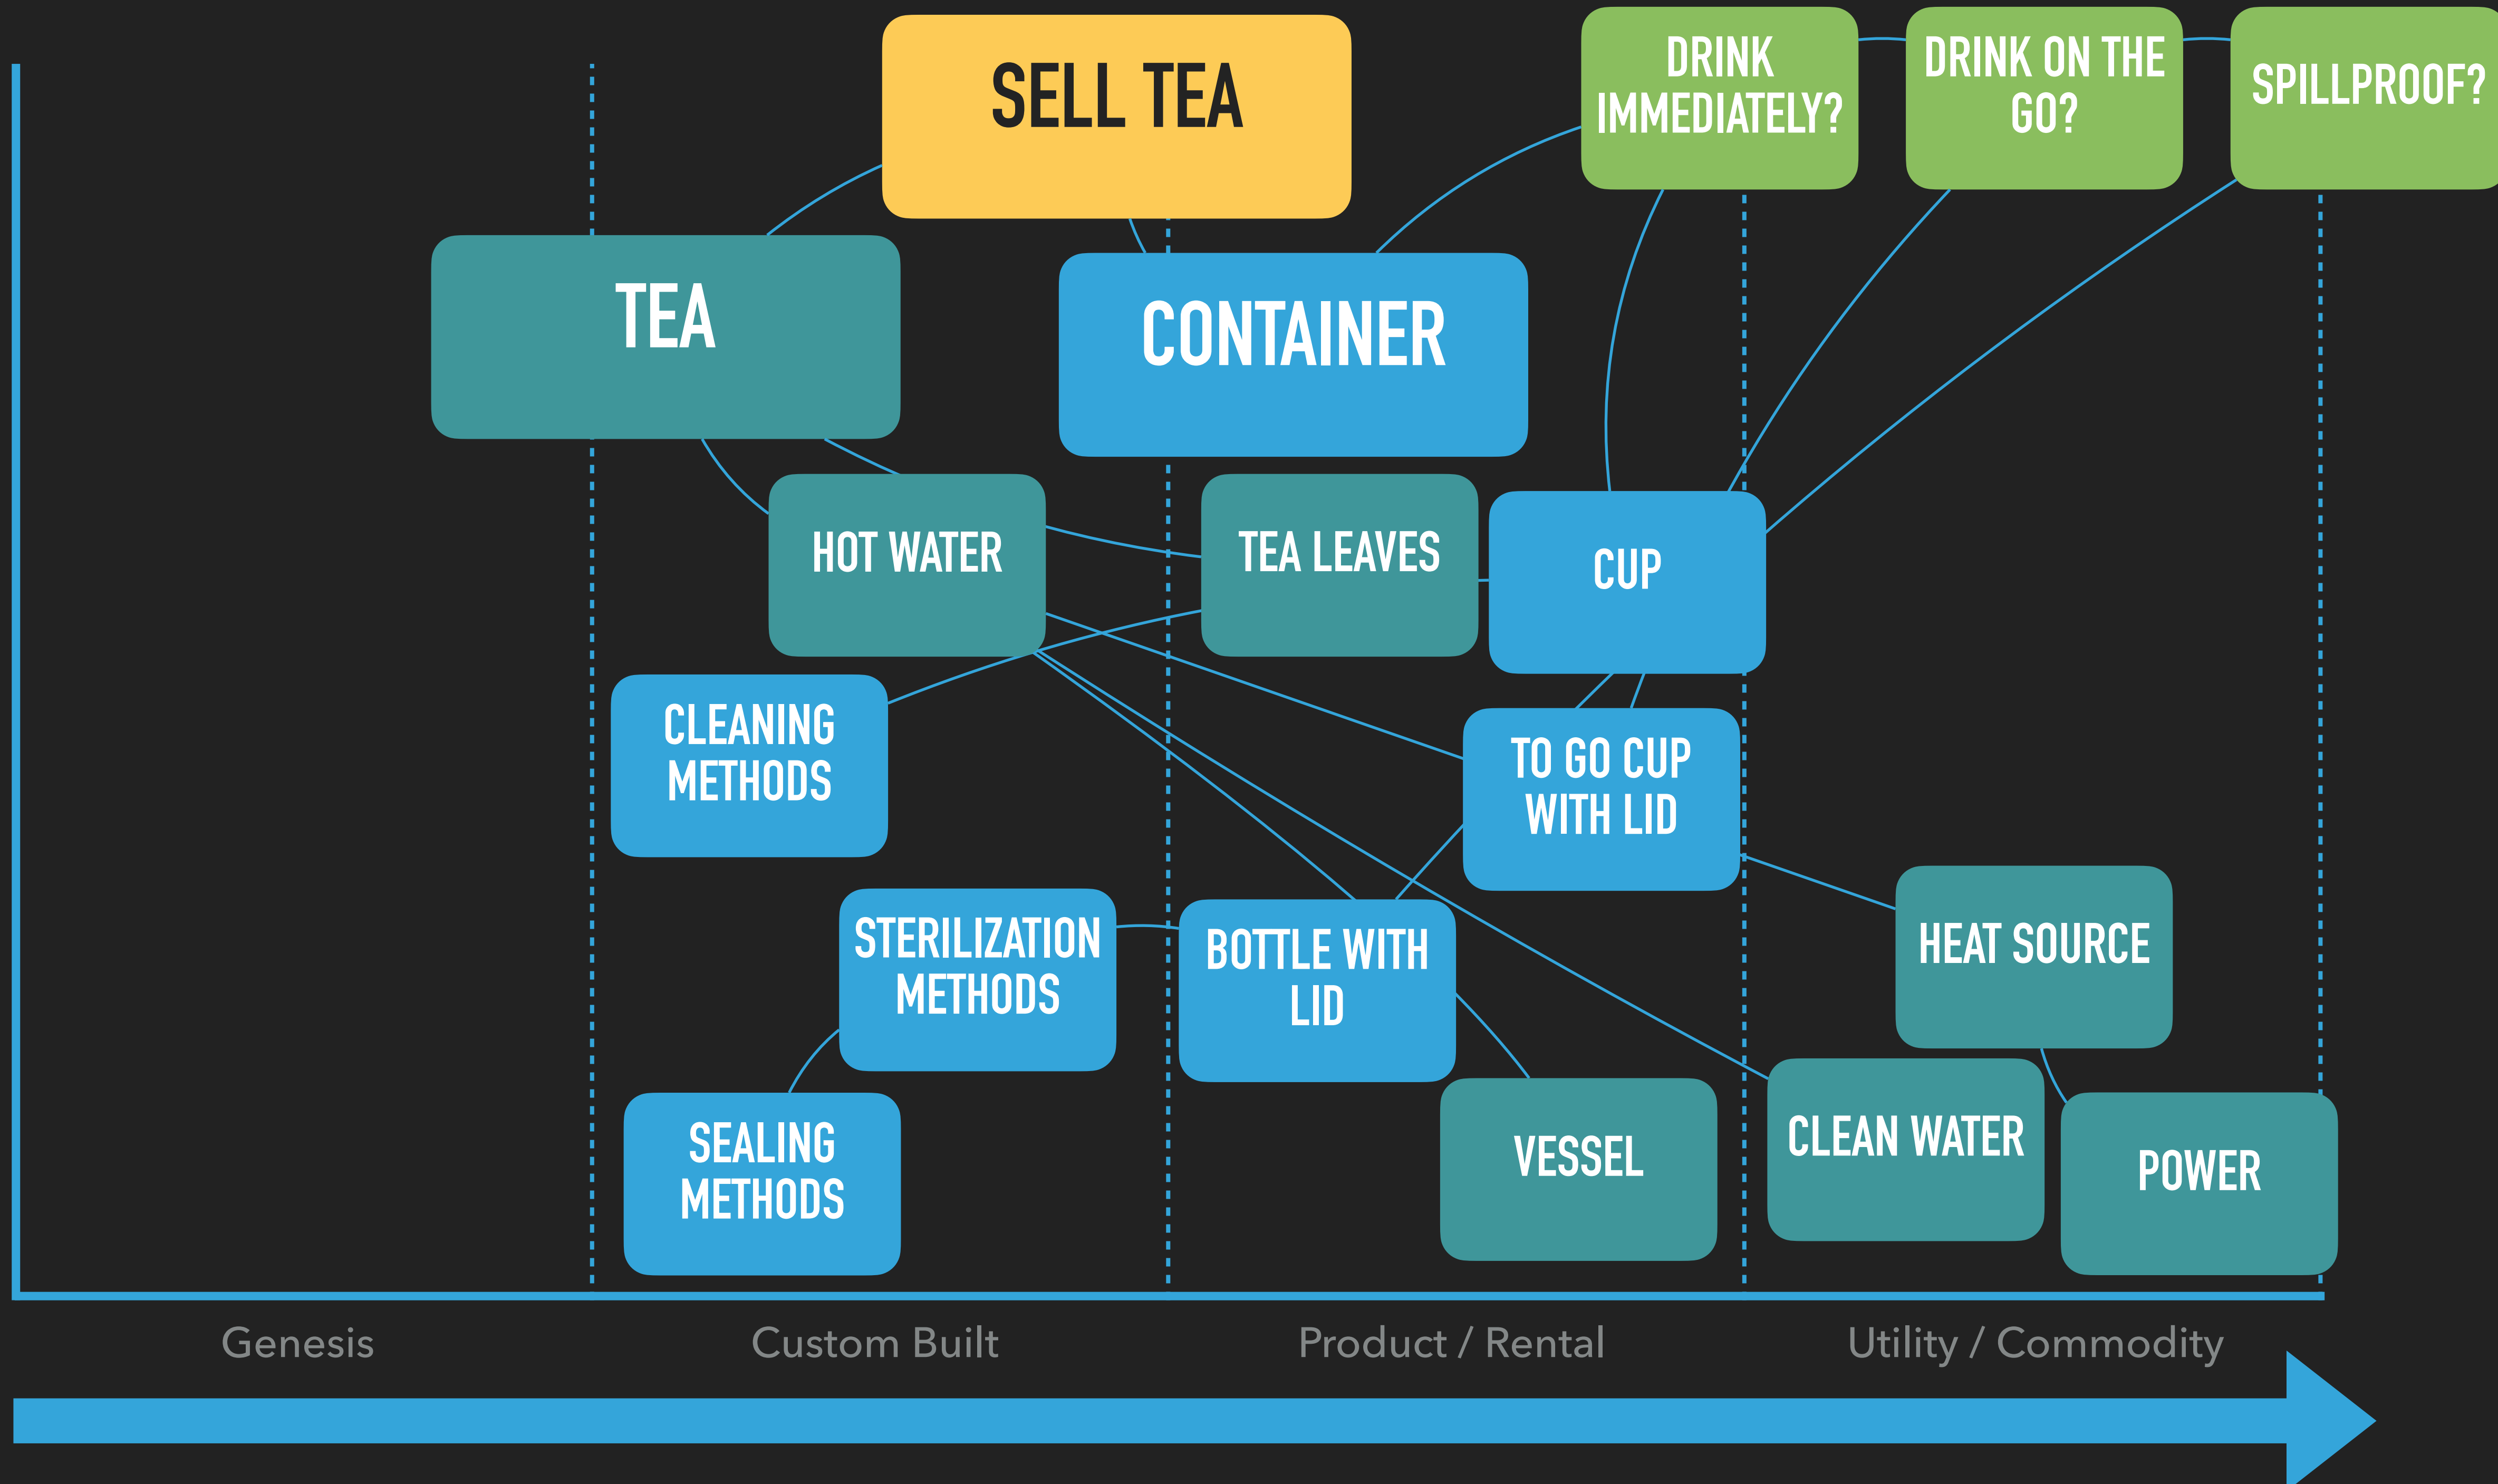 SELL TEA
DRINK
IMMEDIATELY?
DRINK ON THE
GO?
SPILLPROOF?
TEA
CONTAINER
HOT WATER
TEA LEAVES
CUP
CLEANING
METHODS
TO GO CUP
WITH LID
STERILIZATION
METHODS
BOTTLE WITH
LID
HEAT SOURCE
SEALING
METHODS
VESSEL
CLEAN WATER
POWER
Genesis
Custom Built
Product / Rental
Utility / Commodity